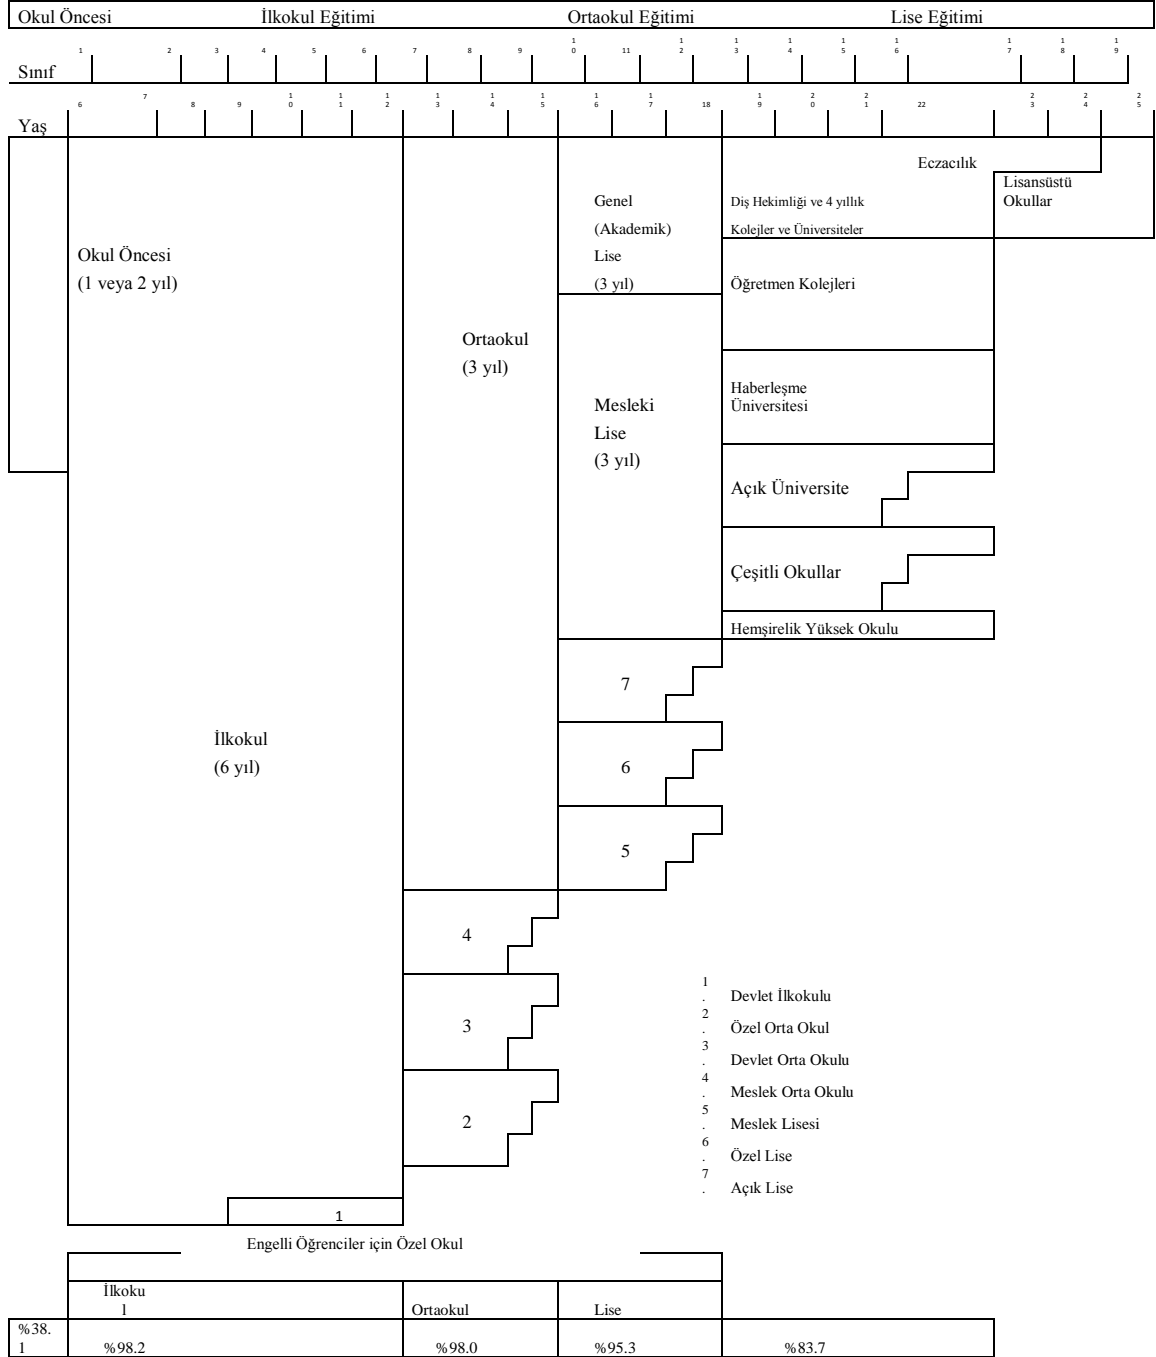 Okul Öncesi İlkokul Eğitimi Ortaokul Eğitimi Lise Eğitimi
1 2 3 4 5 6 7 8 9 10 11 12 13 14 15 16 17 18 19
Sınıf
6 7 8 9 10 11 12 13 14 15 16 17 18 19 20 21 22 23 24 25
Yaş
Eczacılık
Lisansüstü
Okullar
Genel
(Akademik)
Lise
(3 yıl)
Diş Hekimliği ve 4 yıllık
Kolejler ve Üniversiteler
Okul Öncesi
(1 veya 2 yıl)
Öğretmen Kolejleri
Ortaokul
(3 yıl)
Mesleki
Lise
(3 yıl)
Haberleşme
Üniversitesi
Açık Üniversite
Çeşitli Okullar
Hemşirelik Yüksek Okulu
7
İlkokul
(6 yıl)
6
5
4
3
2
1
1. Devlet İlkokulu
2. Özel Orta Okul
3. Devlet Orta Okulu
4. Meslek Orta Okulu
5. Meslek Lisesi
6. Özel Lise
7. Açık Lise
Engelli Öğrenciler için Özel Okul
İlkoku
l Ortaokul Lise
%38.
1 %98.2 %98.0 %95.3 %83.7